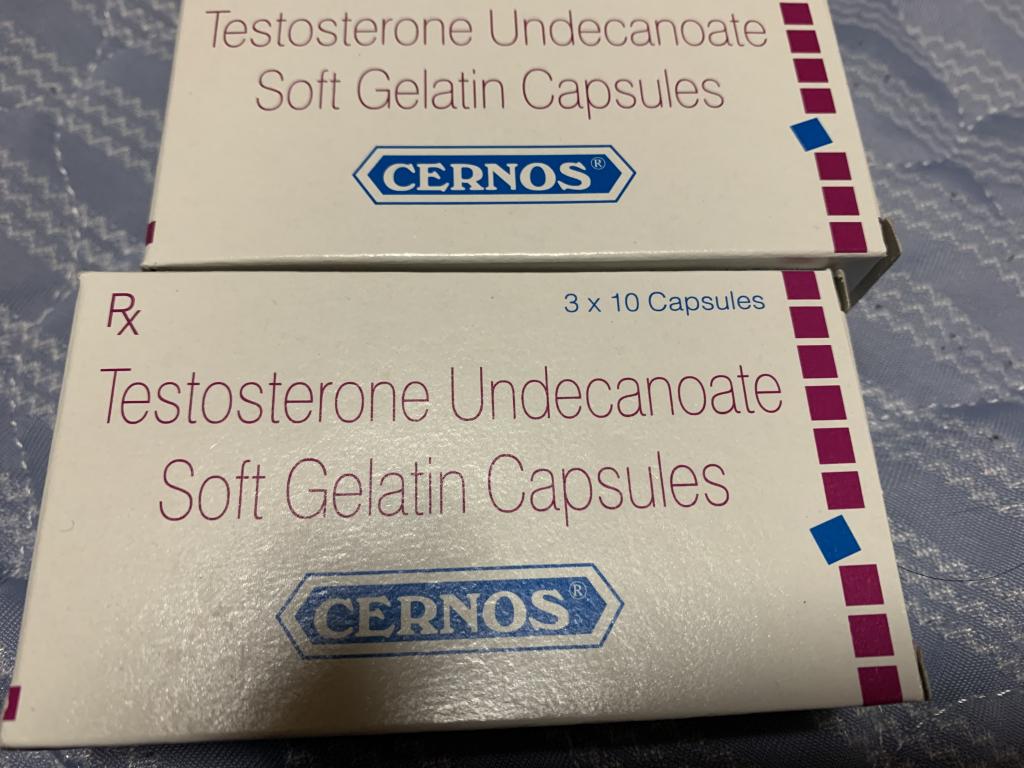 Testosterone Undecanoate
Soft Gelatin Capsules
CERNOS®
Rx
3 x 10 Capsules
Testosterone Undecanoate
Soft Gelatin Capsules
CERNOS®